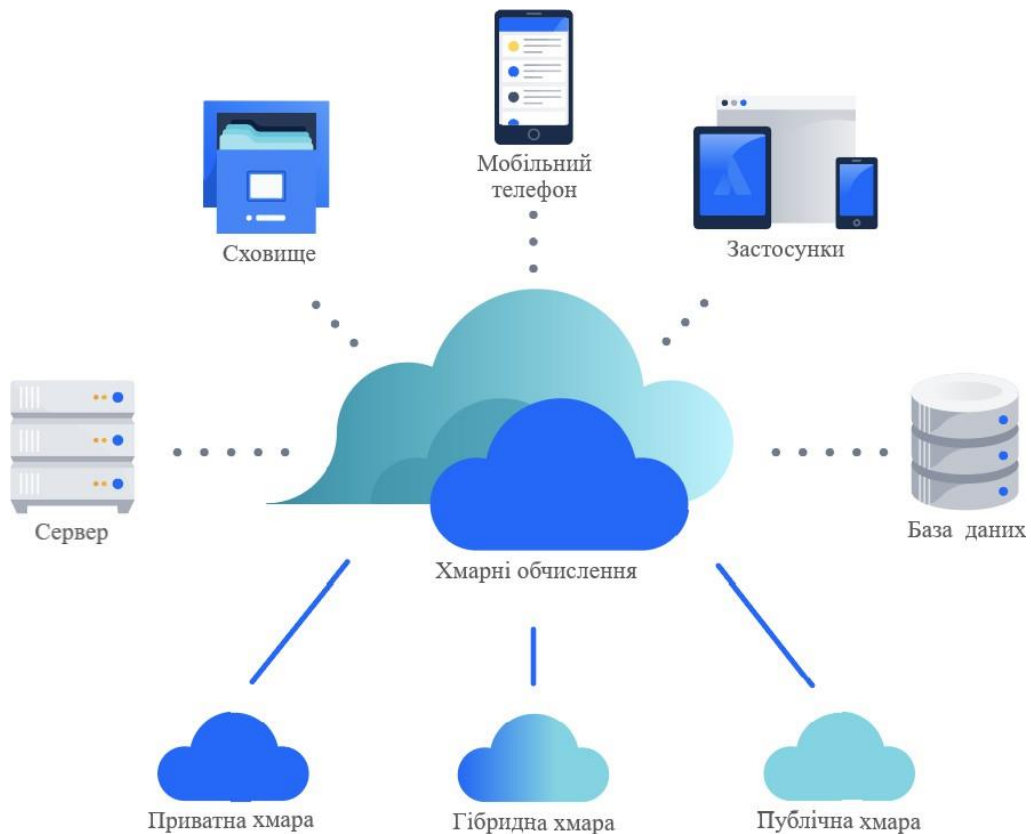 Мобільний
телефон
Сховище
Застосунки
Сервер
База даних
Хмарні обчислення
Приватна хмара
Гібридна хмара
Публічна хмара